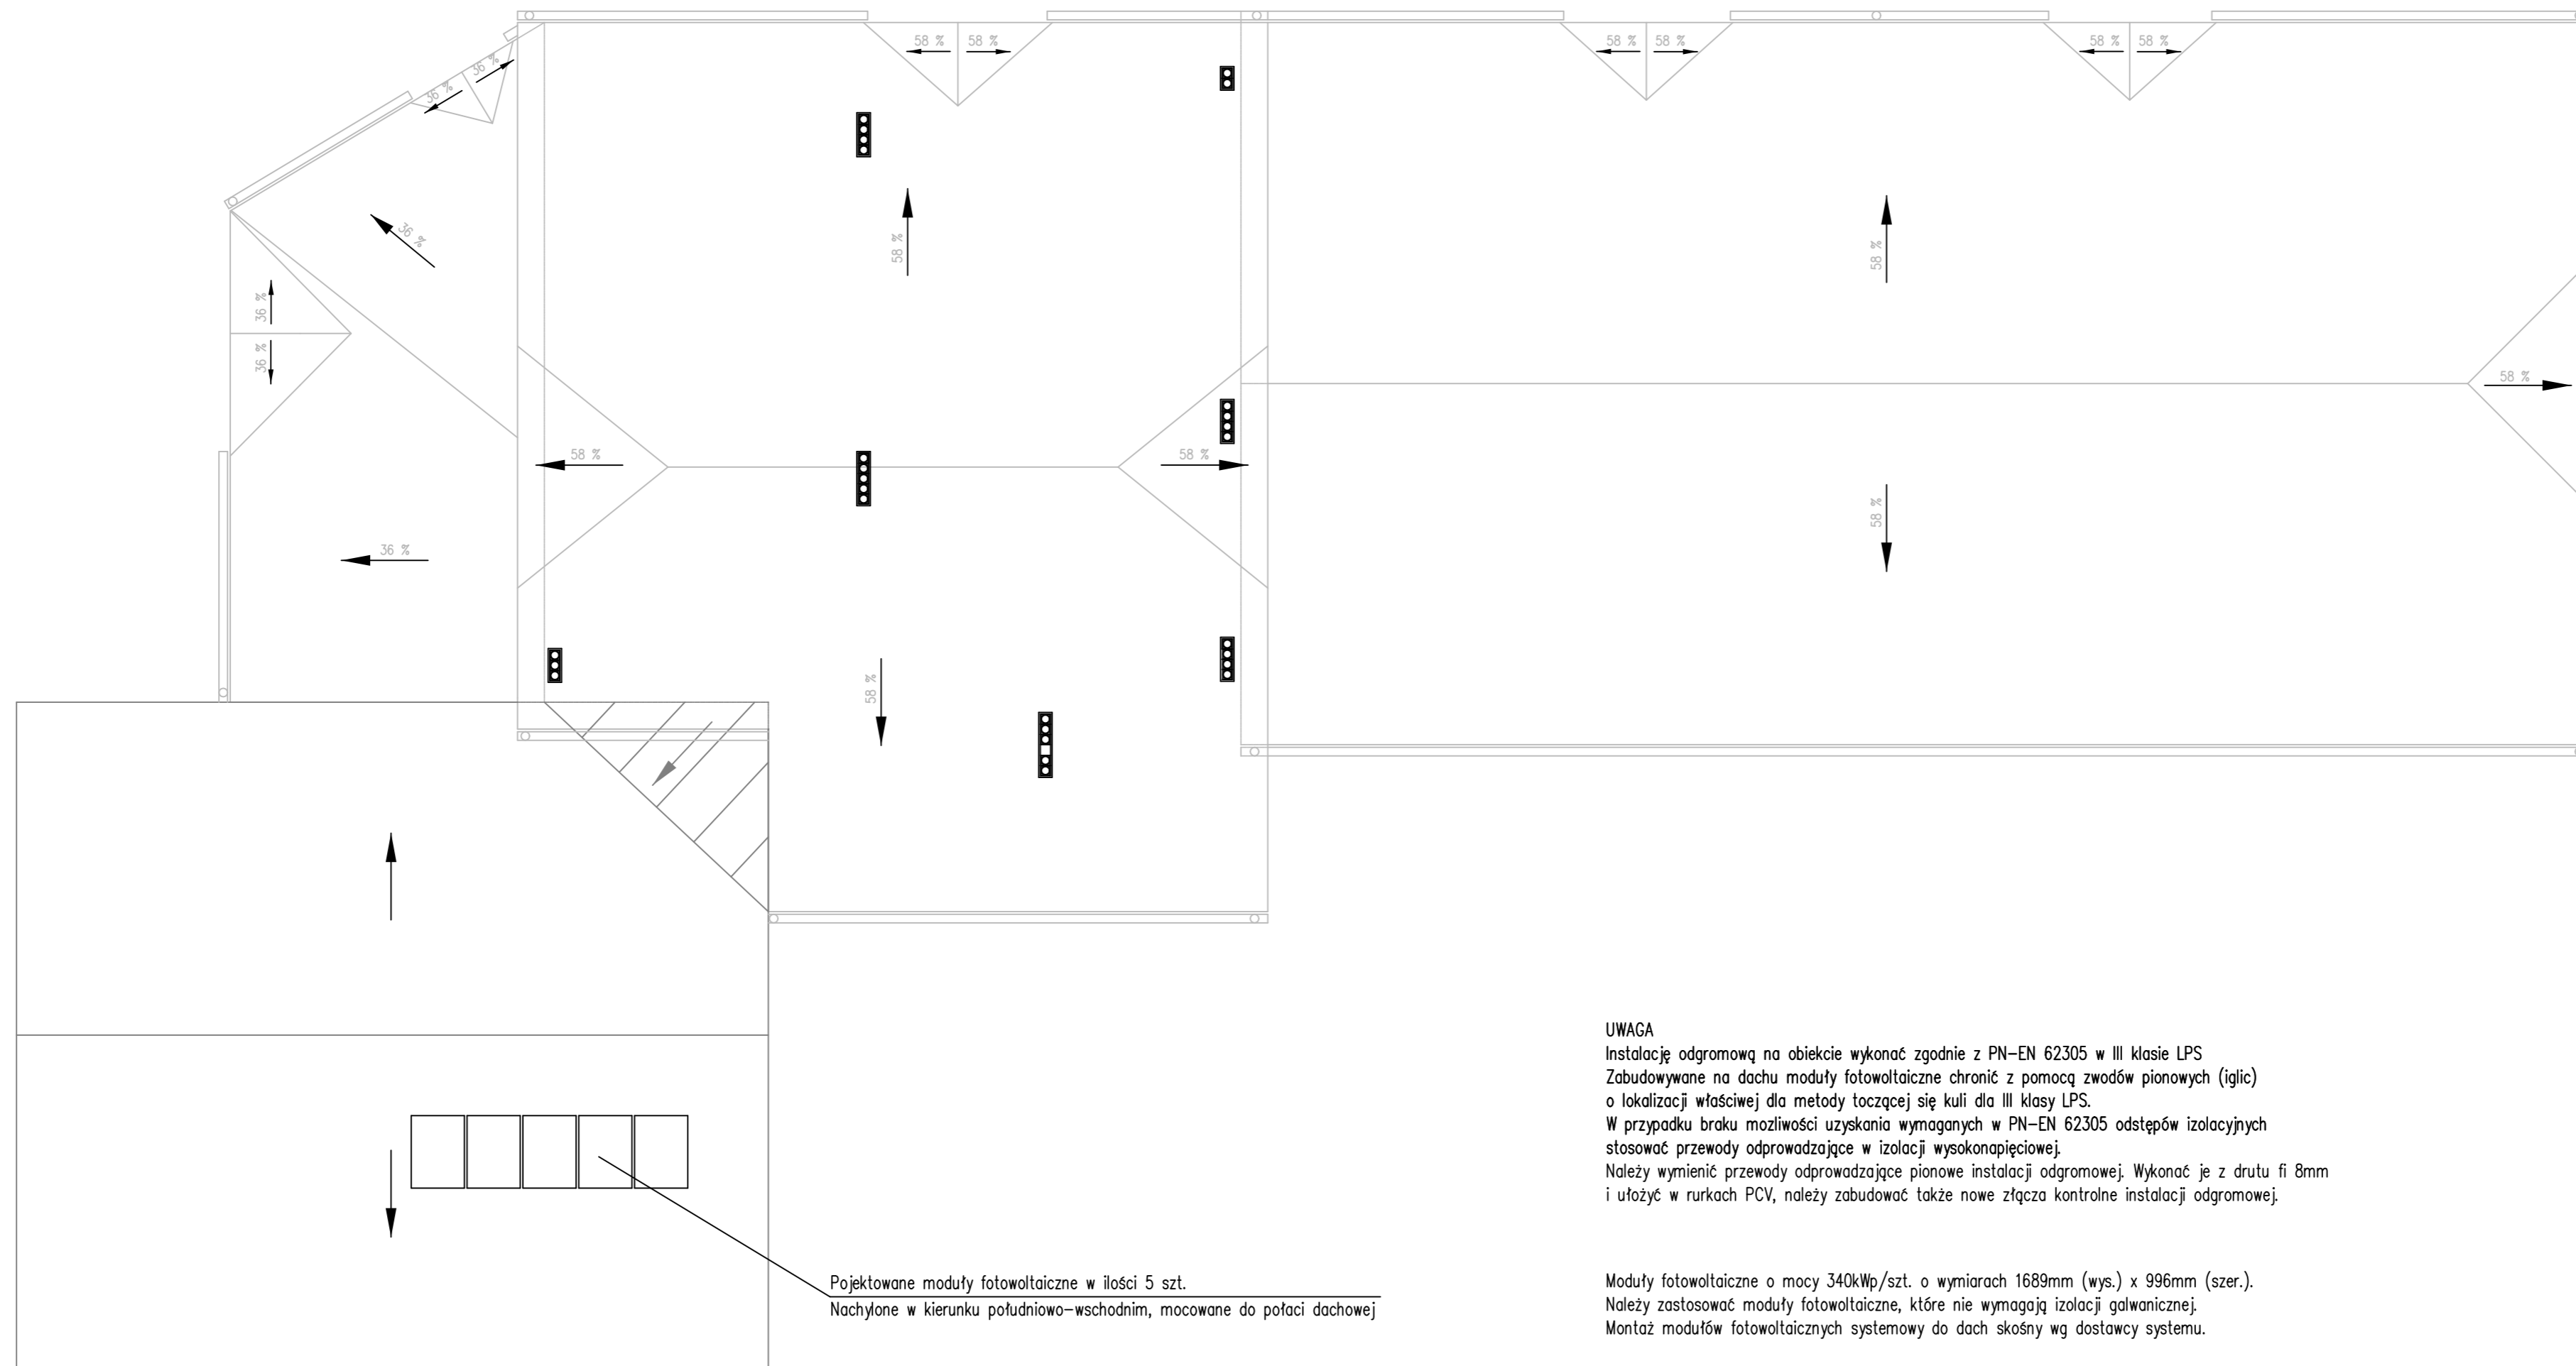 58 %
58 %
58 %
58 %
58 %
58 %
36 %
36 %
36 %
58 %
58 %
36 %
36 %
58 %
58 %
58 %
58 %
36 %
58 %
UWAGA
Instalację odgromową na obiekcie wykonać zgodnie z PN-EN 62305 w III klasie LPS
Zabudowywane na dachu moduły fotowoltaiczne chronić z pomocą zwodów pionowych (iglic)
o lokalizacji właściwej dla metody toczącej się kuli dla III klasy LPS.
W przypadku braku mozliwości uzyskania wymaganych w PN-EN 62305 odstępów izolacyjnych
stosować przewody odprowadzające w izolacji wysokonapięciowej.
Należy wymienić przewody odprowadzające pionowe instalacji odgromowej. Wykonać je z drutu fi 8mm
i ułożyć w rurkach PCV, należy zabudować także nowe złącza kontrolne instalacji odgromowej.
Pojektowane moduły fotowoltaiczne w ilości 5 szt.
Nachylone w kierunku południowo-wschodnim, mocowane do połaci dachowej
Moduły fotowoltaiczne o mocy 340kWp/szt. o wymiarach 1689mm (wys.) x 996mm (szer.).
Należy zastosować moduły fotowoltaiczne, które nie wymagają izolacji galwanicznej.
Montaż modułów fotowoltaicznych systemowy do dach skośny wg dostawcy systemu.